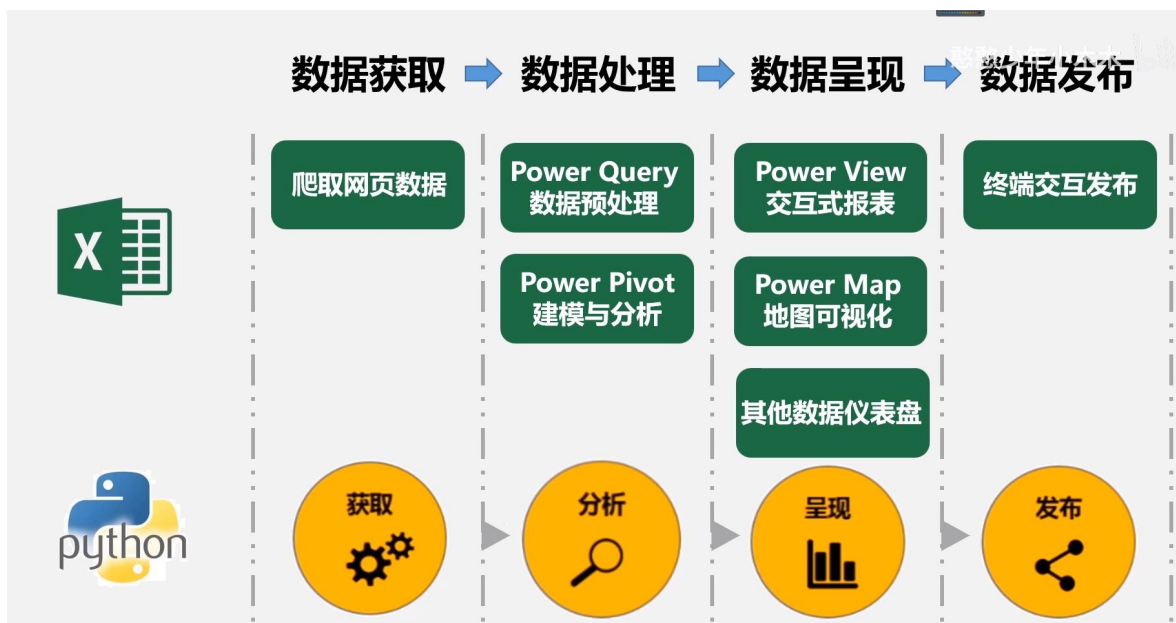 数据获取
数据处理
数据呈现
数据发布
爬取网页数据
Power Query
数据预处理
Power View
交互式报表
终端交互发布
X
Power Pivot
建模与分析
Power Map
地图可视化
其他数据仪表盘
python
获取
分析
呈现
发布